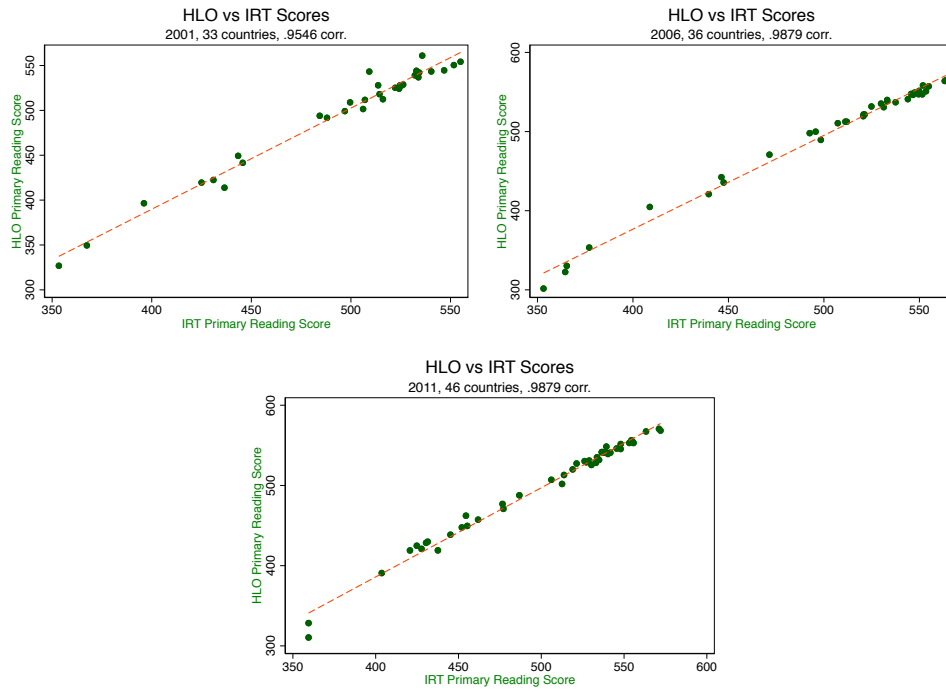 HLO vs IRT Scores
2001, 33 countries, .9546 corr.
HLO Primary Reading Score
550
500
450
400
350
300
350 400 450 500 550
IRT Primary Reading Score
HLO vs IRT Scores
2006, 36 countries, .9879 corr.
HLO Primary Reading Score
600
500
400
300
350 400 450 500 550
IRT Primary Reading Score
HLO vs IRT Scores
2011, 46 countries, .9879 corr.
HLO Primary Reading Score
600
500
400
300
350 400 450 500 550 600
IRT Primary Reading Score